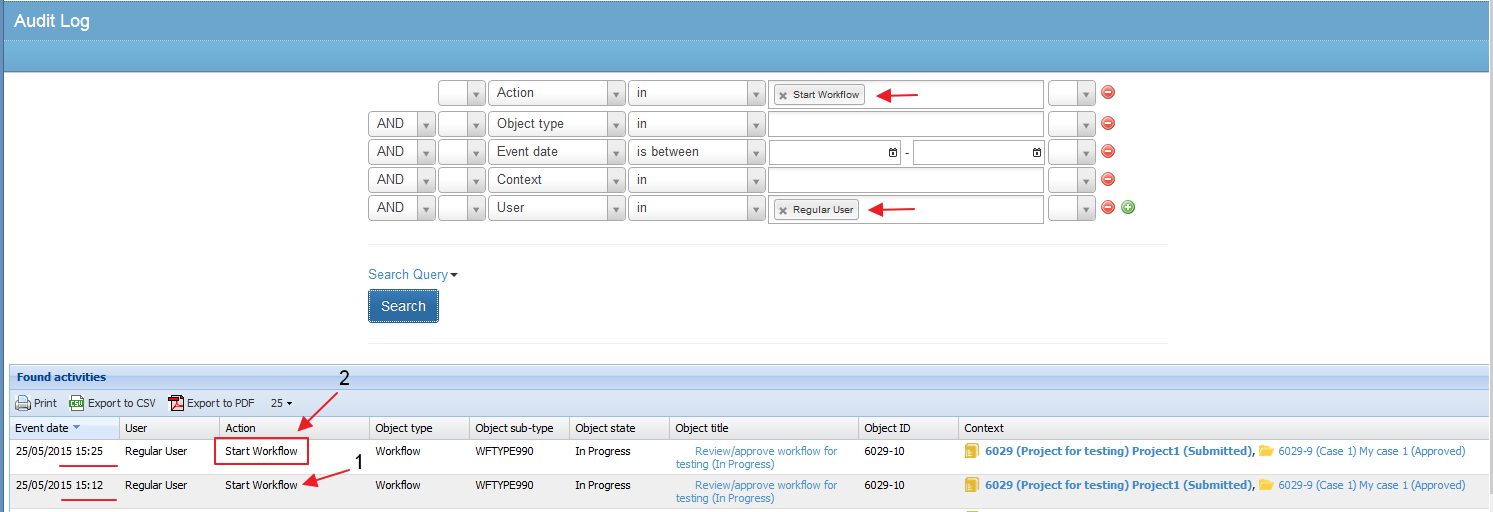 Audit Log
Action in Start Workflow
AND Object type in
AND Event date is between -
AND Context in
AND User in Regular User
Search Query
Search
Found activities
2
Print Export to CSV Export to PDF 25
Event date User Action Object type Object sub-type Object state Object title Object ID Context
25/05/2015 15:25 Regular User Start Workflow Workflow WFTYPE990 In Progress Review/approve workflow for 6029-10 6029 (Project for testing) Project1 (Submitted), 6029-9 (Case 1) My case 1 (Approved)
testing (In Progress)
1
25/05/2015 15:12 Regular User Start Workflow Workflow WFTYPE990 In Progress Review/approve workflow for 6029-10 6029 (Project for testing) Project1 (Submitted), 6029-9 (Case 1) My case 1 (Approved)
testing (In Progress)